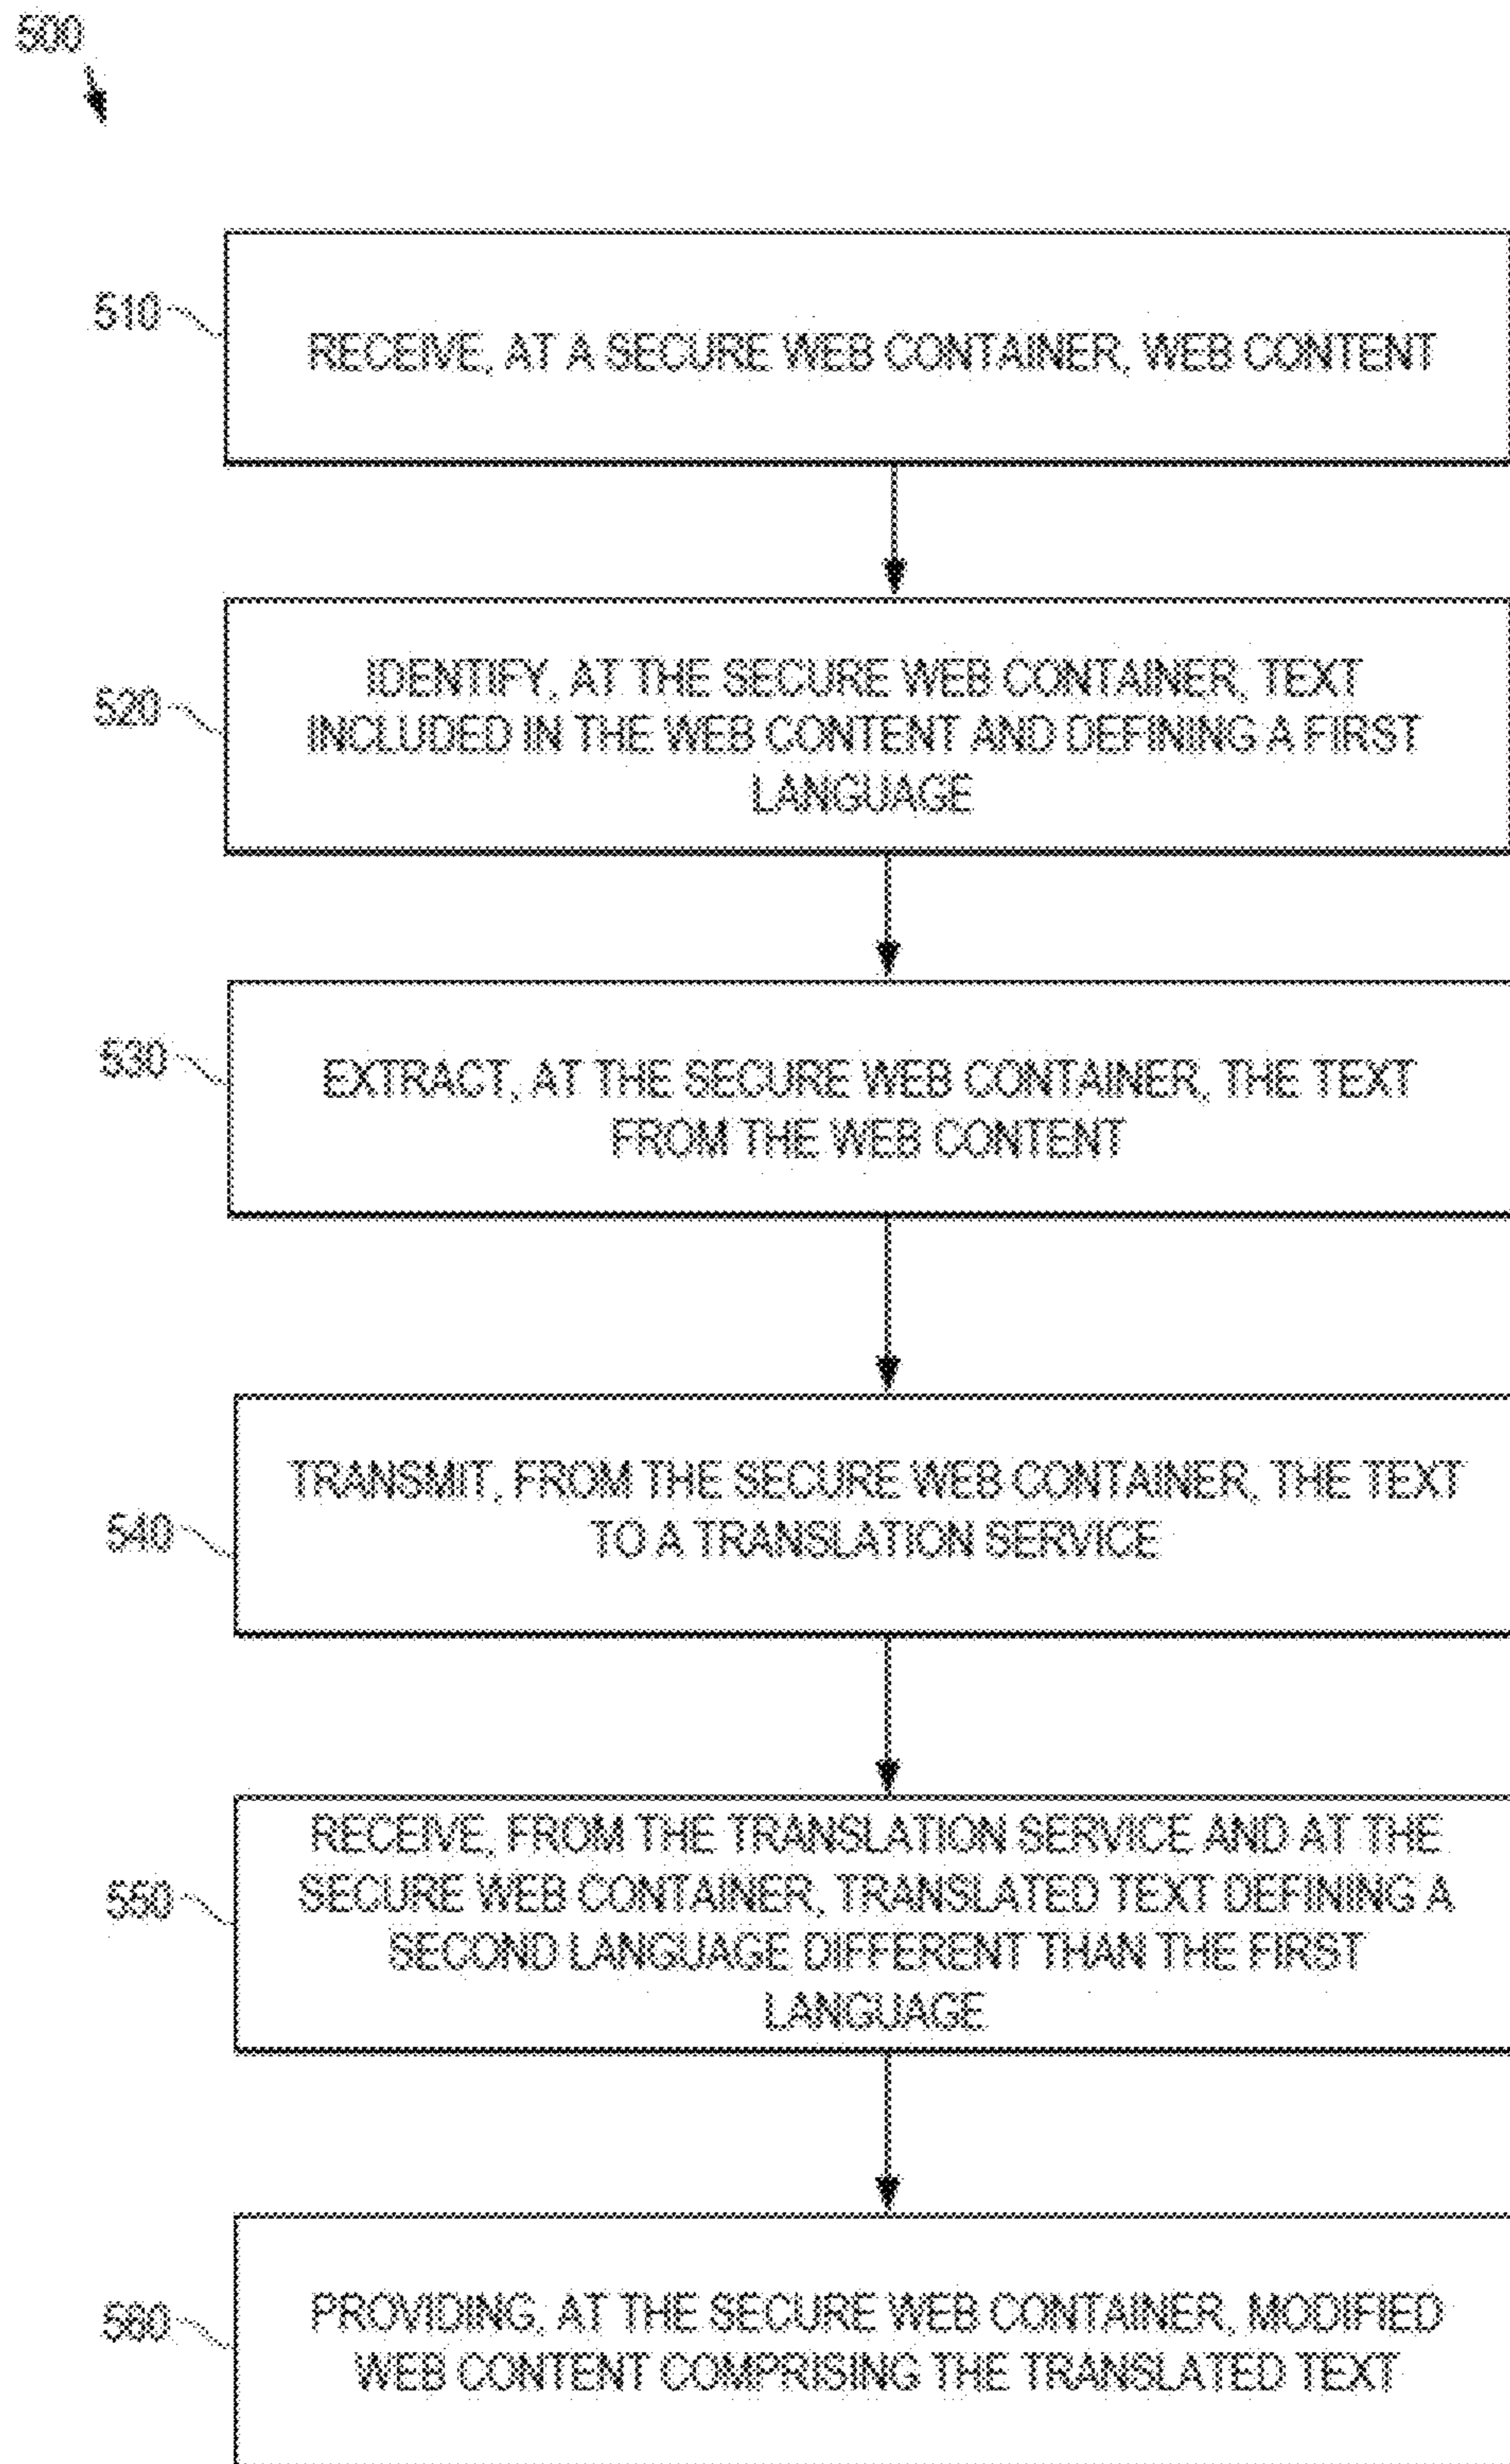 500
510
RECEIVE, AT A SECURE WEB CONTAINER, WEB CONTENT
520
IDENTIFY, AT THE SECURE WEB CONTAINER, TEXT
INCLUDED IN THE WEB CONTENT AND DEFINING A FIRST
LANGUAGE
530
EXTRACT, AT THE SECURE WEB CONTAINER, THE TEXT
FROM THE WEB CONTENT
540
TRANSMIT, FROM THE SECURE WEB CONTAINER, THE TEXT
TO A TRANSLATION SERVICE
550
RECEIVE, FROM THE TRANSLATION SERVICE AND AT THE
SECURE WEB CONTAINER, TRANSLATED TEXT DEFINING A
SECOND LANGUAGE DIFFERENT THAN THE FIRST
LANGUAGE
560
PROVIDING, AT THE SECURE WEB CONTAINER, MODIFIED
WEB CONTENT COMPRISING THE TRANSLATED TEXT